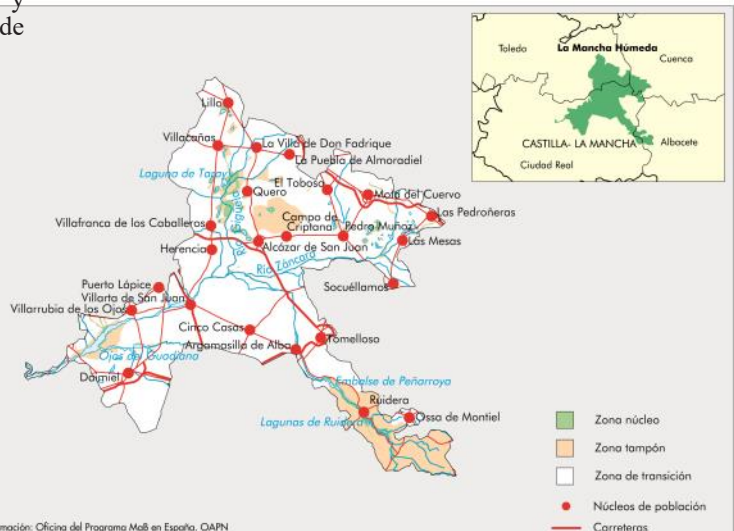 y
de
Toledo
La Mancha Húmeda
Cuenca
CASTILLA- LA MANCHA
Albacete
Ciudad Real
Lillo
Villacañas
La Villa de Don Fadrique
La Puebla de Almoradiel
Laguna de Taray
Quero
El Toboso
Mota del Cuervo
Las Pedroñeras
Río Cigüela
Villafranca de los Caballeros
Campo de
Criptana
Pedro Muñoz
Las Mesas
Herencia
Alcázar de San Juan
Río Záncara
Puerto Lápice
Socuéllamos
Villarta de San Juan
Villarrubia de los Ojos
Cinco Casas
Tomelloso
Argamasilla de Alba
Ojos del Guadiana
Daimiel
Embalse de Peñarroya
Ruidera
Lagunas de Ruidera
Ossa de Montiel
Zona núcleo
Zona tampón
Zona de transición
Núcleos de población
Carreteras
mación: Oficina del Programa MaB en España. OAPN